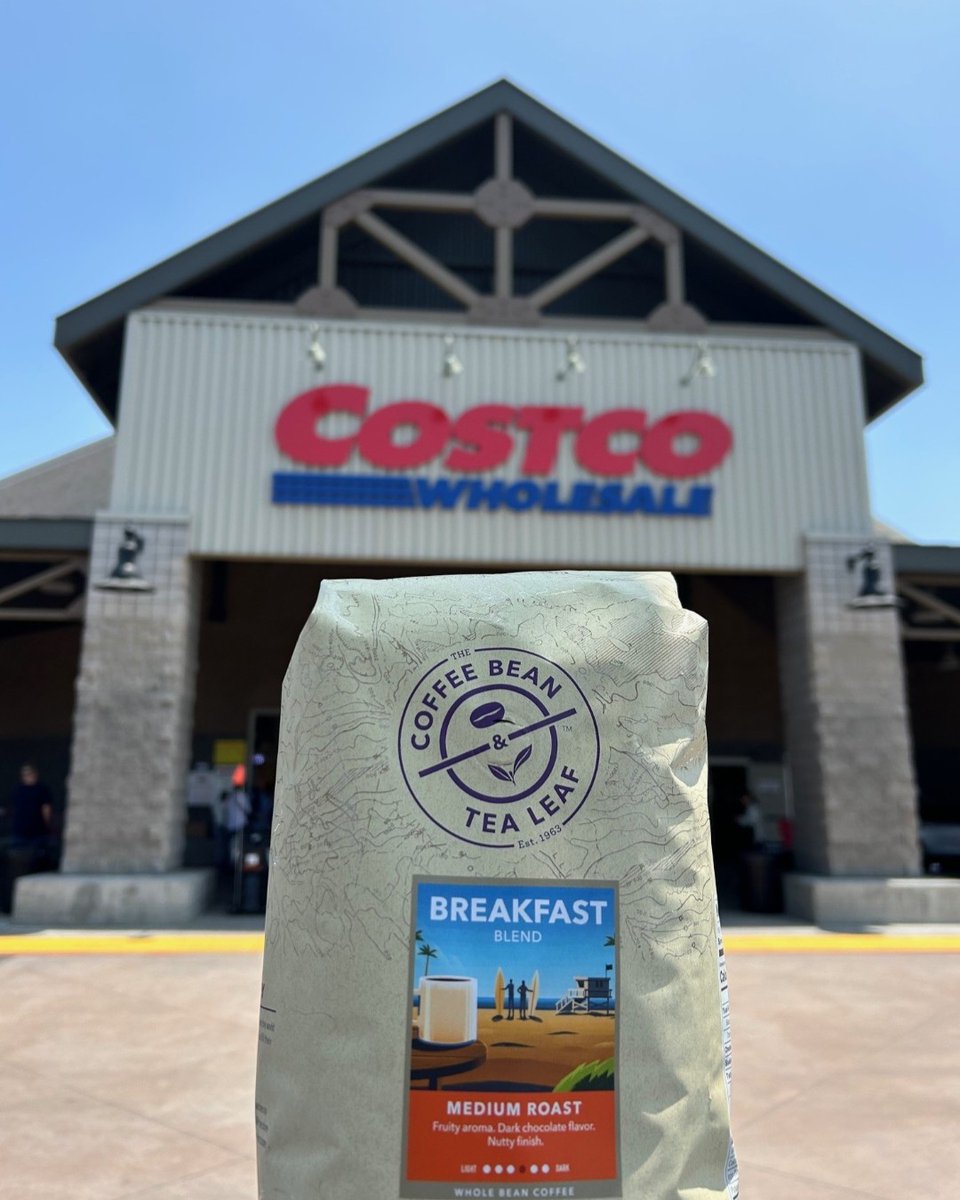 COSTCO
WHOLESALE
THE
COFFEE BEAN
&
TEA LEAF
TM
Est. 1963
BREAKFAST
BLEND
MEDIUM ROAST
Fruity aroma. Dark chocolate flavor.
Nutty finish.
LIGHT DARK
WHOLE BEAN COFFEE